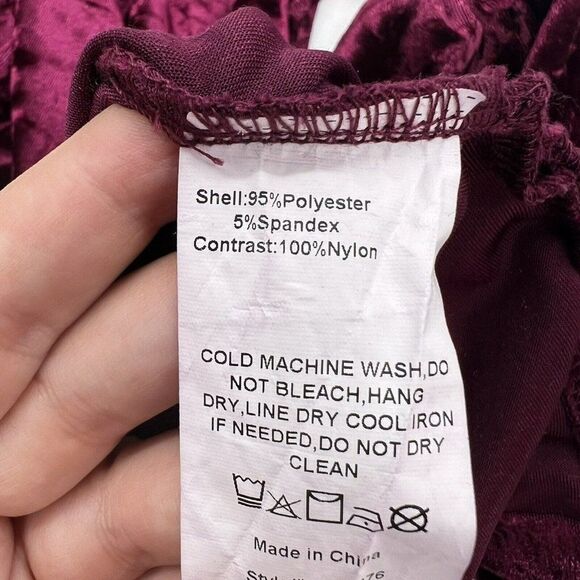 Shell:95%Polyester
5%Spandex
Contrast:100%Nylon
COLD MACHINE WASH,DO
NOT BLEACH,HANG
DRY,LINE DRY COOL IRON
IF NEEDED,DO NOT DRY
CLEAN
Made in China